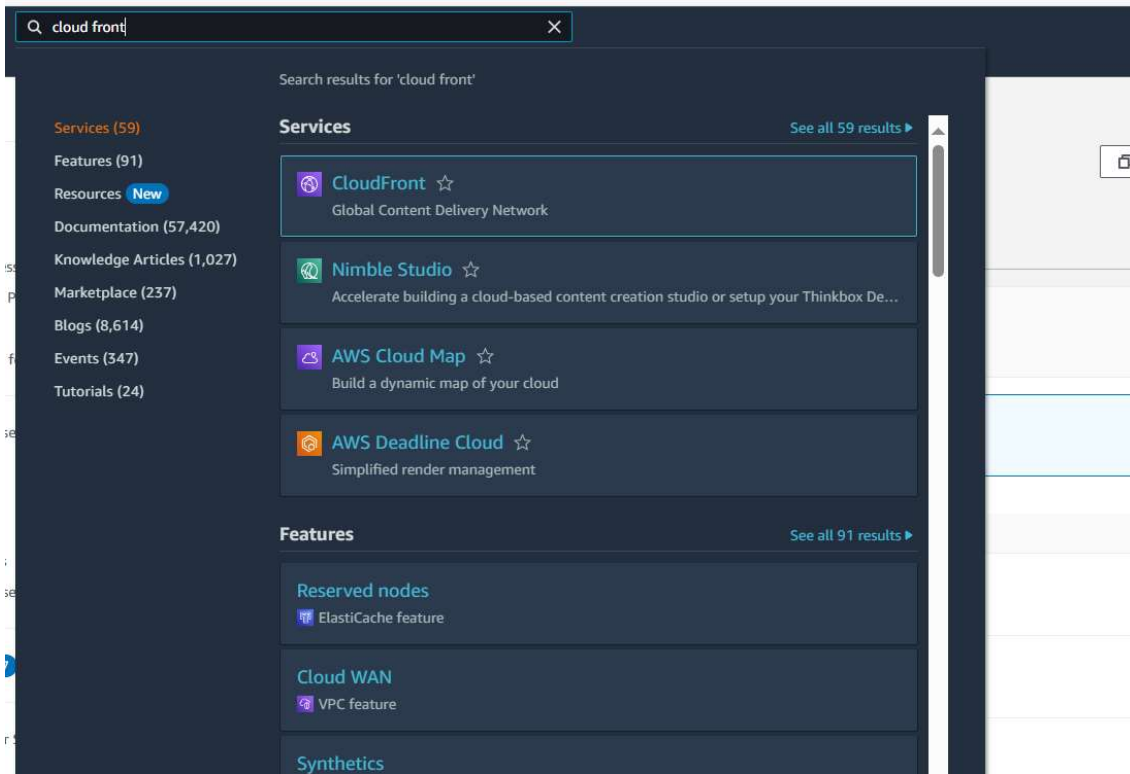 cloud front
Search results for 'cloud front'
Services (59)
Features (91)
Resources New
Documentation (57,420)
Knowledge Articles (1,027)
Marketplace (237)
Blogs (8,614)
Events (347)
Tutorials (24)
Services
See all 59 results
CloudFront
Global Content Delivery Network
Nimble Studio
Accelerate building a cloud-based content creation studio or setup your Thinkbox De...
AWS Cloud Map
Build a dynamic map of your cloud
AWS Deadline Cloud
Simplified render management
Features
See all 91 results
Reserved nodes
ElastiCache feature
Cloud WAN
VPC feature
Synthetics